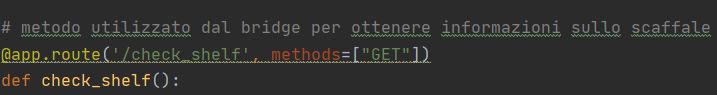 # metodo utilizzato dal bridge per ottenere informazioni sullo scaffale
@app.route('/check_shelf', methods=["GET"])
def check_shelf():